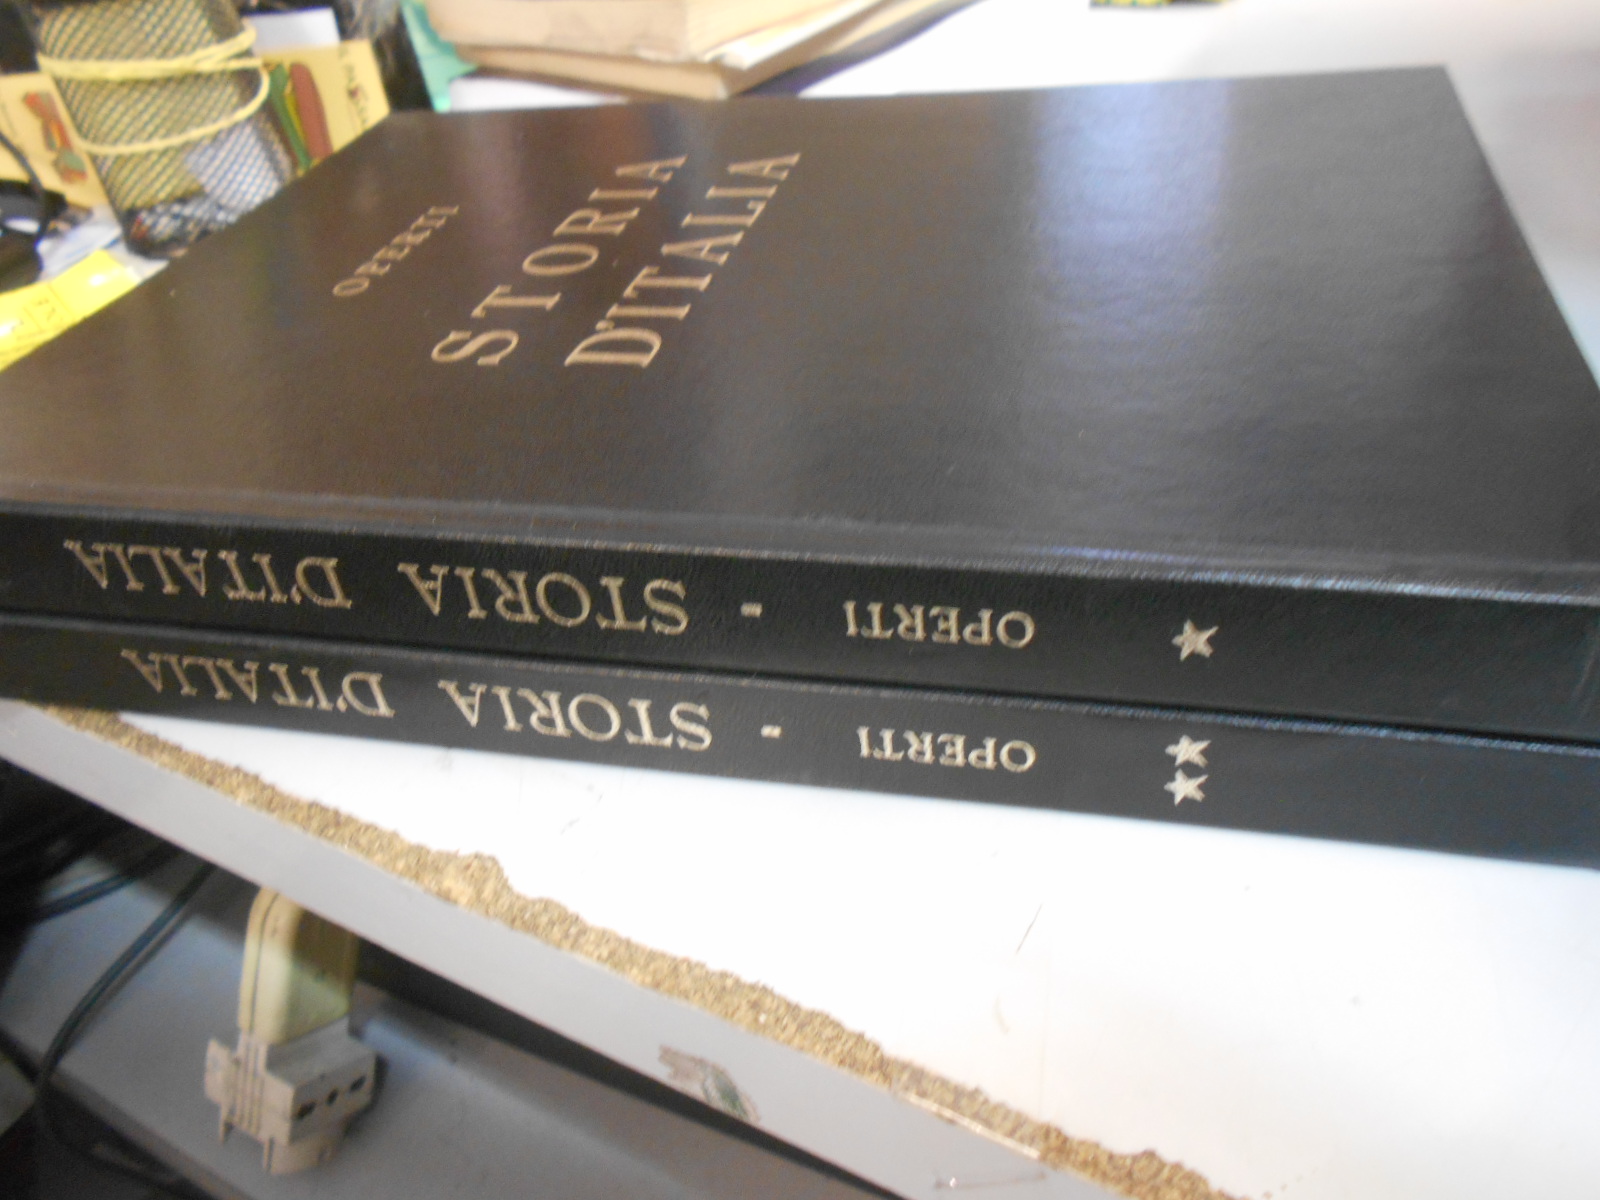 OPERTI
STORIA
D'ITALIA
★ OPERTI - STORIA D'ITALIA
★★ OPERTI - STORIA D'ITALIA